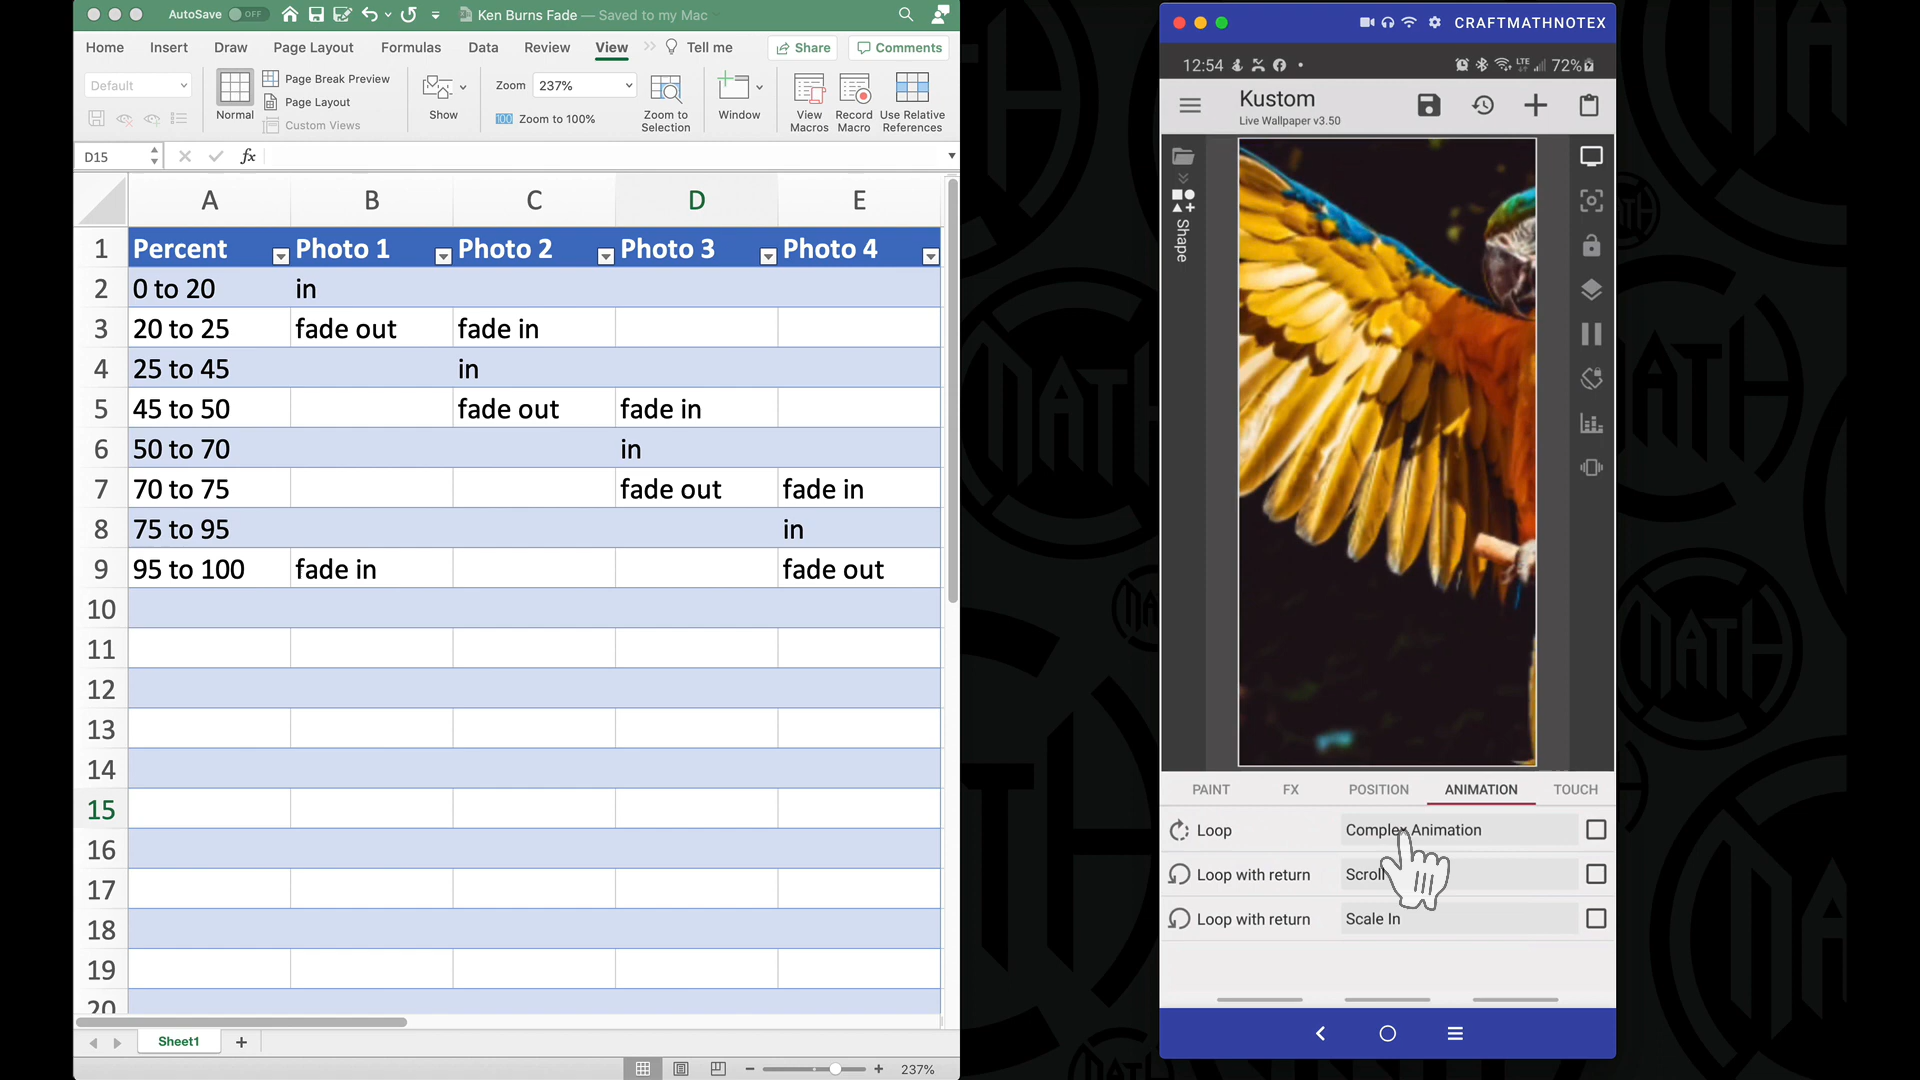 AutoSave OFF Ken Burns Fade — Saved to my Mac
Home Insert Draw Page Layout Formulas Data Review View Tell me Share Comments
Default Normal Page Break Preview Page Layout Custom Views Show Zoom 237% Zoom to 100% Zoom to Selection Window View Macros Record Macro Use Relative References
D15 fx
A B C D E
1 Percent Photo 1 Photo 2 Photo 3 Photo 4
2 0 to 20 in
3 20 to 25 fade out fade in
4 25 to 45 in
5 45 to 50 fade out fade in
6 50 to 70 in
7 70 to 75 fade out fade in
8 75 to 95 in
9 95 to 100 fade in fade out
10
11
12
13
14
15
16
17
18
19
20
Sheet1
237%
CRAFTMATHNOTEX
12:54 LTE 72%
Kustom
Live Wallpaper v3.50
Shape
PAINT FX POSITION ANIMATION TOUCH
Loop Complex Animation
Loop with return Scroll
Loop with return Scale In